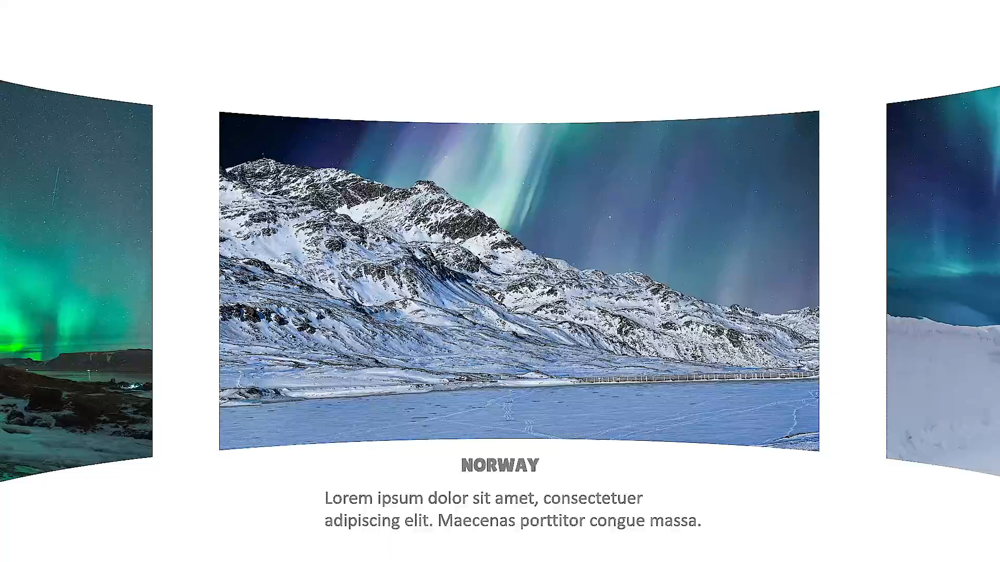 NORWAY
Lorem ipsum dolor sit amet, consectetuer
adipiscing elit. Maecenas porttitor congue massa.